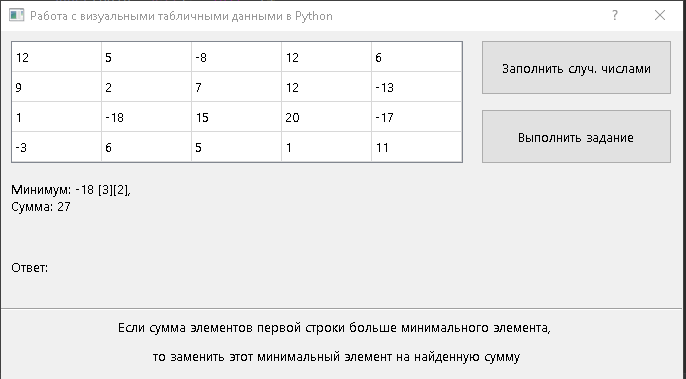 Работа с визуальными табличными данными в Python
12 5 -8 12 6
Заполнить случ. числами
9 2 7 12 -13
1 -18 15 20 -17
Выполнить задание
-3 6 5 1 11
Минимум: -18 [3][2],
Сумма: 27
Ответ:
Если сумма элементов первой строки больше минимального элемента,
то заменить этот минимальный элемент на найденную сумму